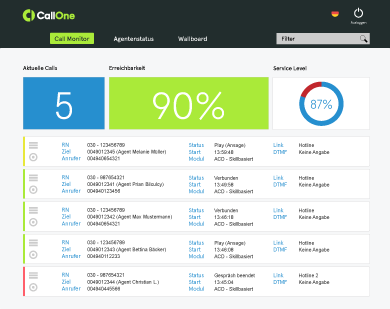 CallOne
Ausloggen
Call Monitor Agentenstatus Wallboard Filter
Aktuelle Calls Erreichbarkeit Service Level
5 90% 87%
RN 030 - 123456789 Status Play (Ansage) Link Hotline
Ziel 0049012345 (Agent Melanie Müller) Start 13:59:48 DTMF Keine Angabe
Anrufer 004940654321 Modul ACD - Skillbasiert
RN 030 - 987654321 Status Verbunden Link Hotline
Ziel 0049012341 (Agent Prien Bloulcy) Start 13:49:58 DTMF Keine Angabe
Anrufer 004940123456 Modul ACD - Skillbasiert
RN 030 - 123456789 Status Verbunden Link Hotline
Ziel 0049012342 (Agent Max Mustermann) Start 13:46:18 DTMF Keine Angabe
Anrufer 004940654321 Modul ACD - Skillbasiert
RN 030 - 123456789 Status Play (Ansage) Link Hotline
Ziel 0049012343 (Agent Bettina Böcker) Start 13:46:08 DTMF Keine Angabe
Anrufer 004940112233 Modul ACD - Skillbasiert
RN 030 - 987654321 Status Gespräch beendet Link Hotline 2
Ziel 0049012344 (Agent Christian L.) Start 13:45:04 DTMF Keine Angabe
Anrufer 004940445566 Modul ACD - Skillbasiert